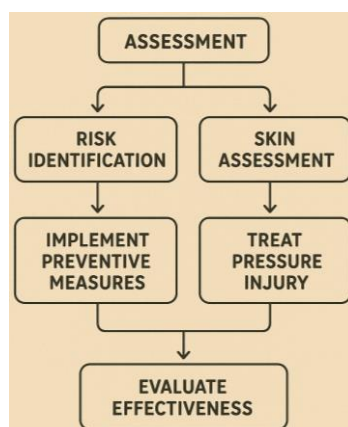 ASSESSMENT
RISK
IDENTIFICATION
SKIN
ASSESSMENT
IMPLEMENT
PREVENTIVE
MEASURES
TREAT
PRESSURE
INJURY
EVALUATE
EFFECTIVENESS